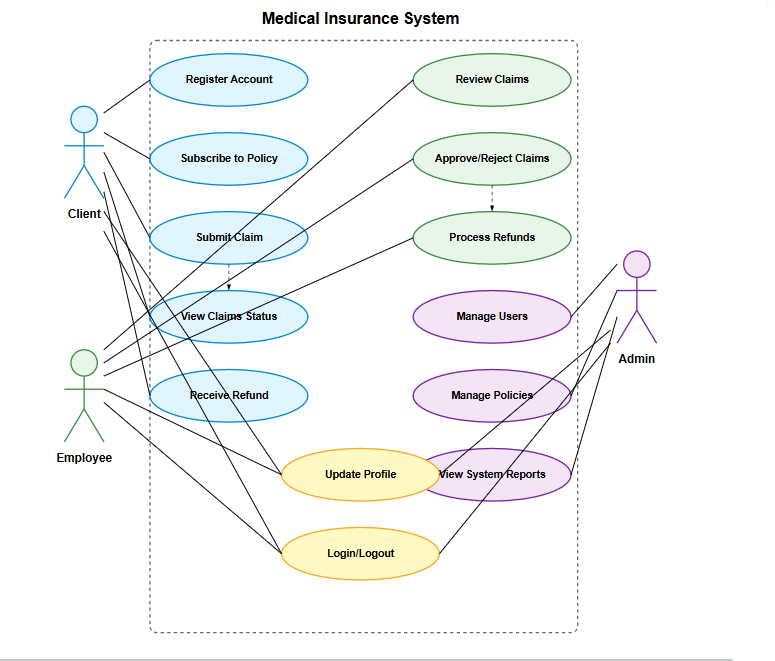 Medical Insurance System
Register Account
Review Claims
Subscribe to Policy
Approve/Reject Claims
Client
Submit Claim
Process Refunds
View Claims Status
Manage Users
Admin
Receive Refund
Manage Policies
Employee
Update Profile
View System Reports
Login/Logout